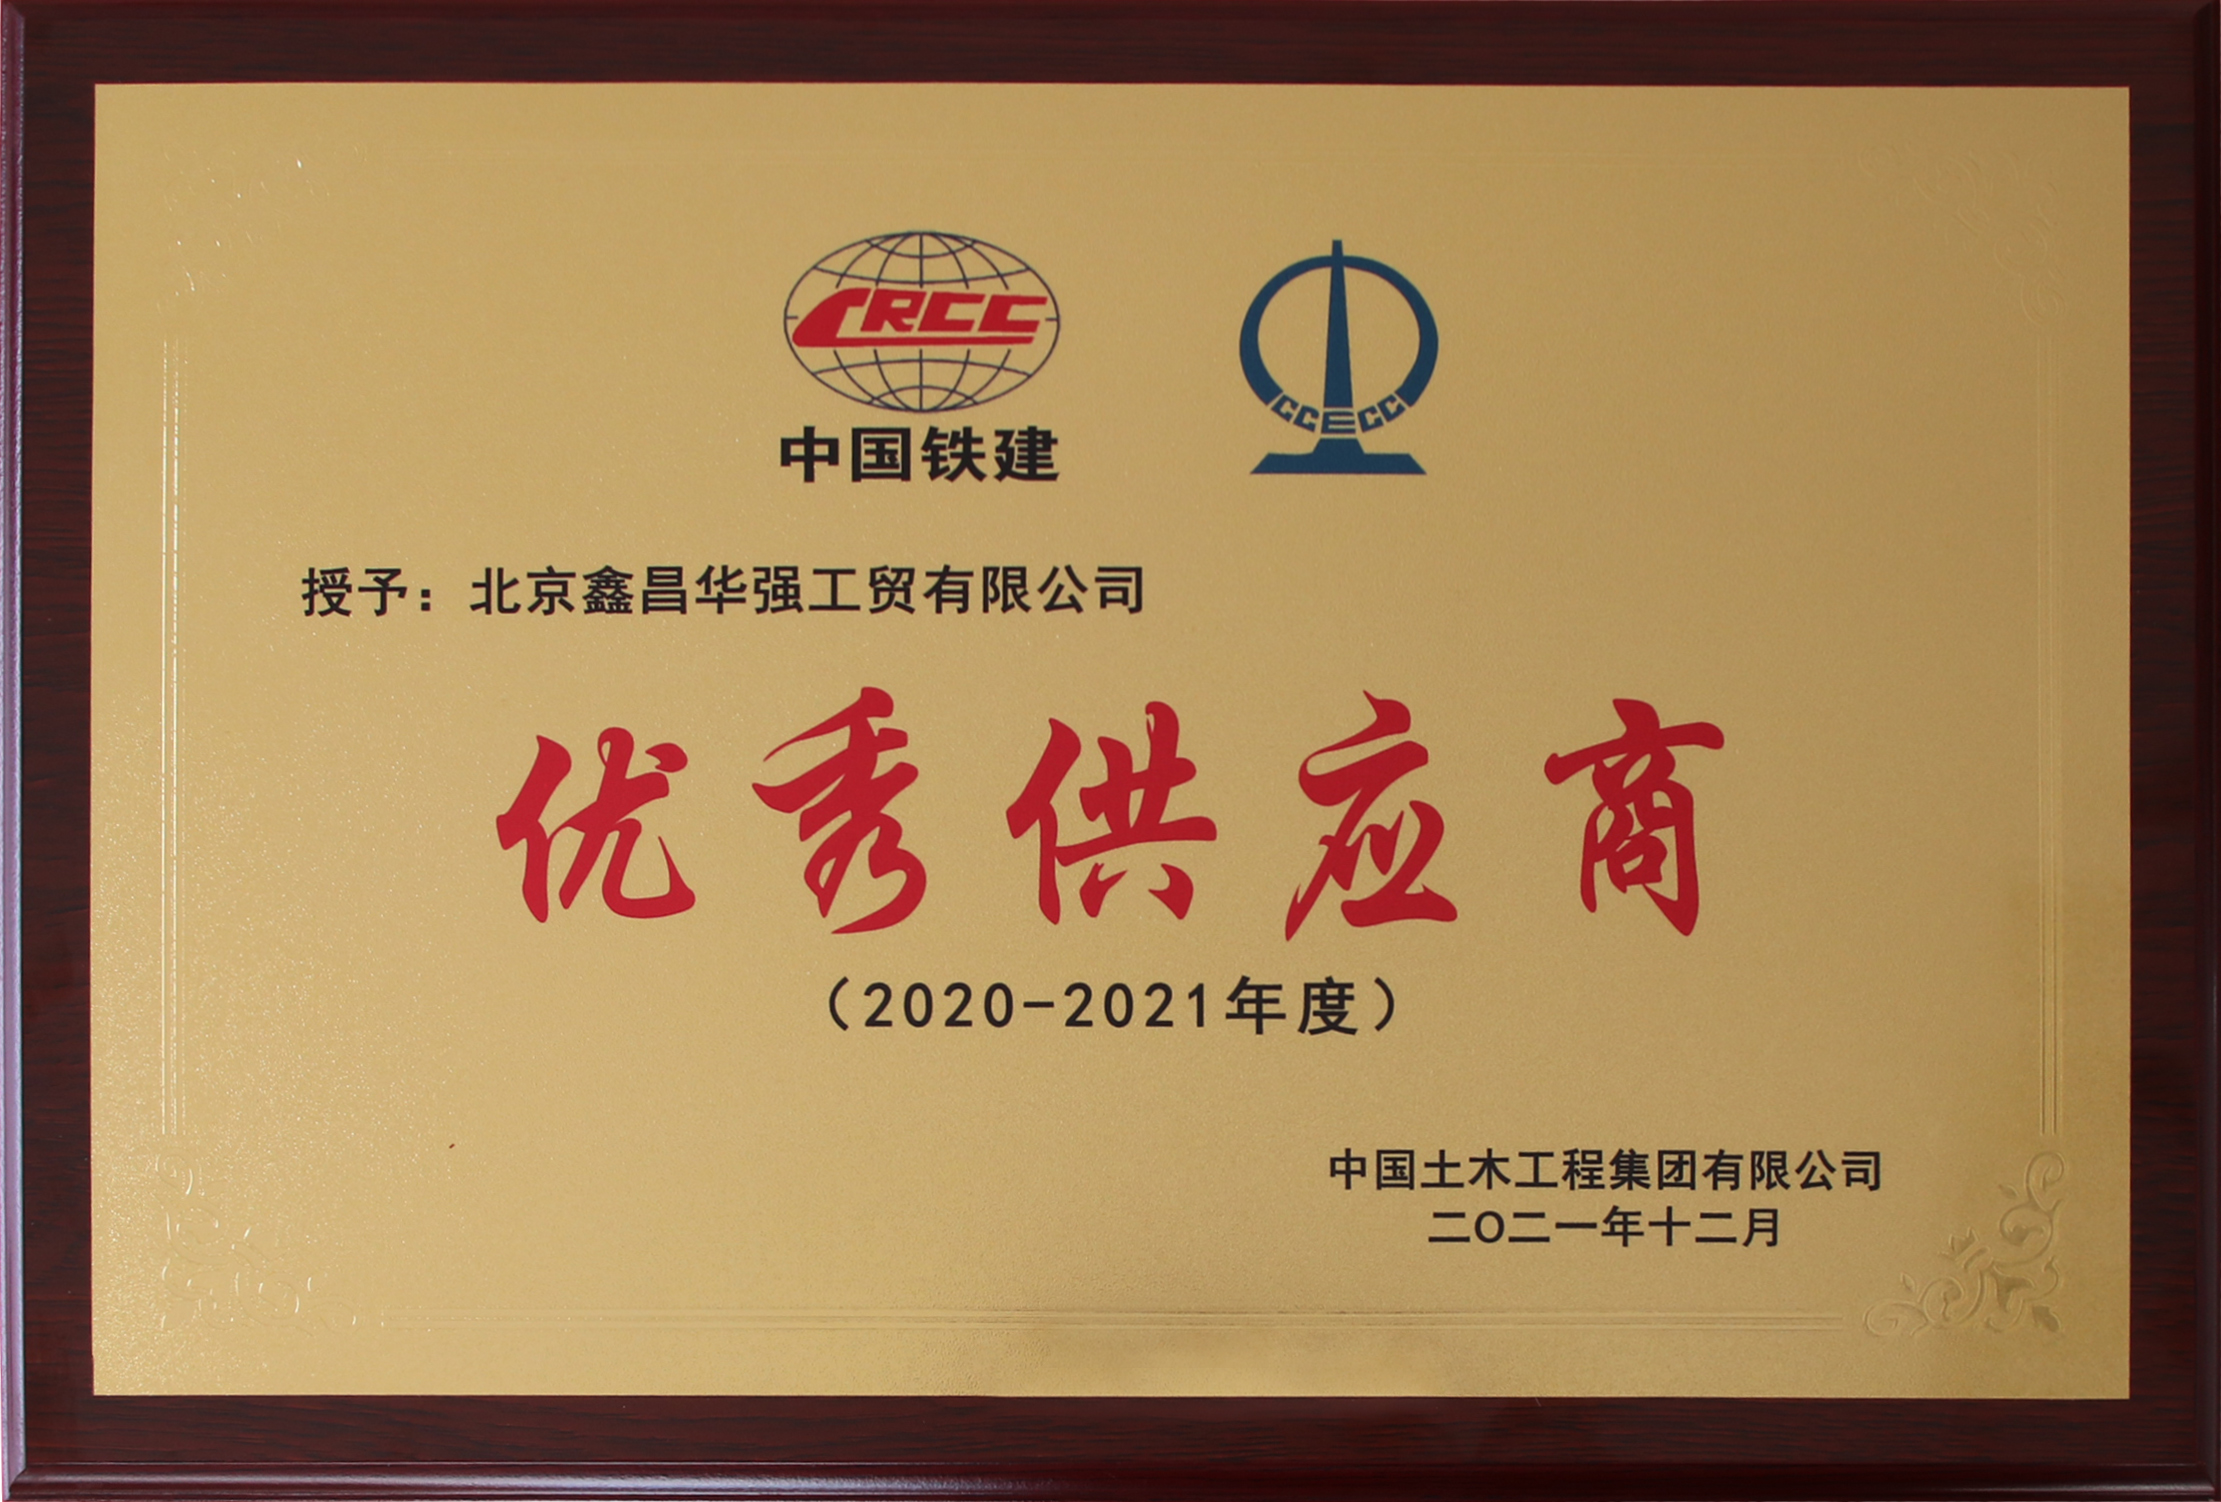 CRCC
中国铁建
CCECC
授予：北京鑫昌华强工贸有限公司
优秀供应商
（2020-2021年度）
中国土木工程集团有限公司
二〇二一年十二月